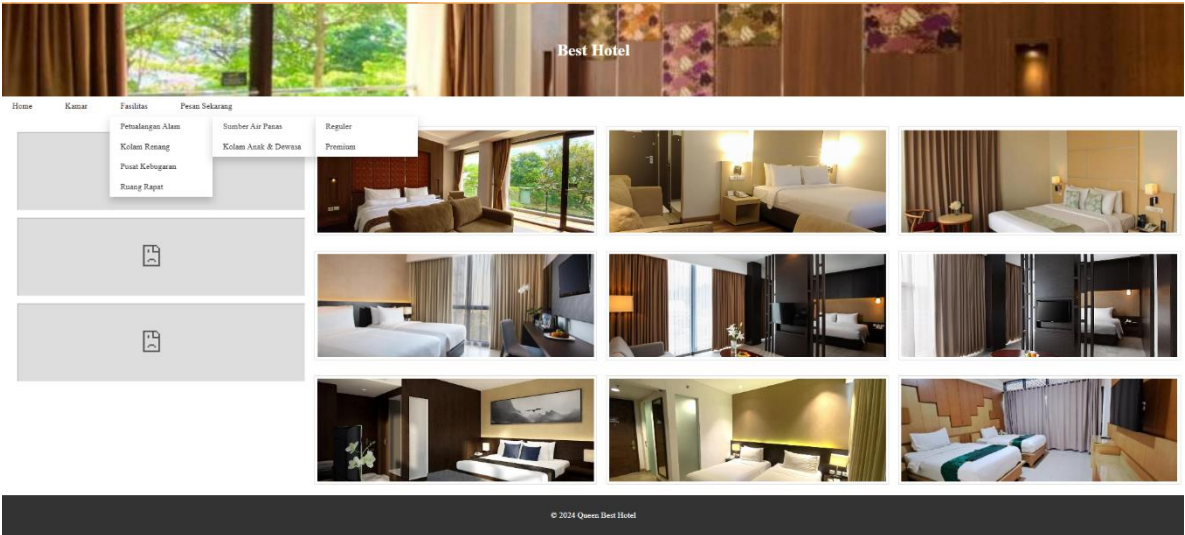 Best Hotel
Home Kamar Fasilitas Pesan Sekarang
Petualangan Alam Sumber Air Panas Reguler
Kolam Renang Kolam Anak & Dewasa Premium
Pusat Kebugaran
Ruang Rapat
© 2024 Queen Best Hotel